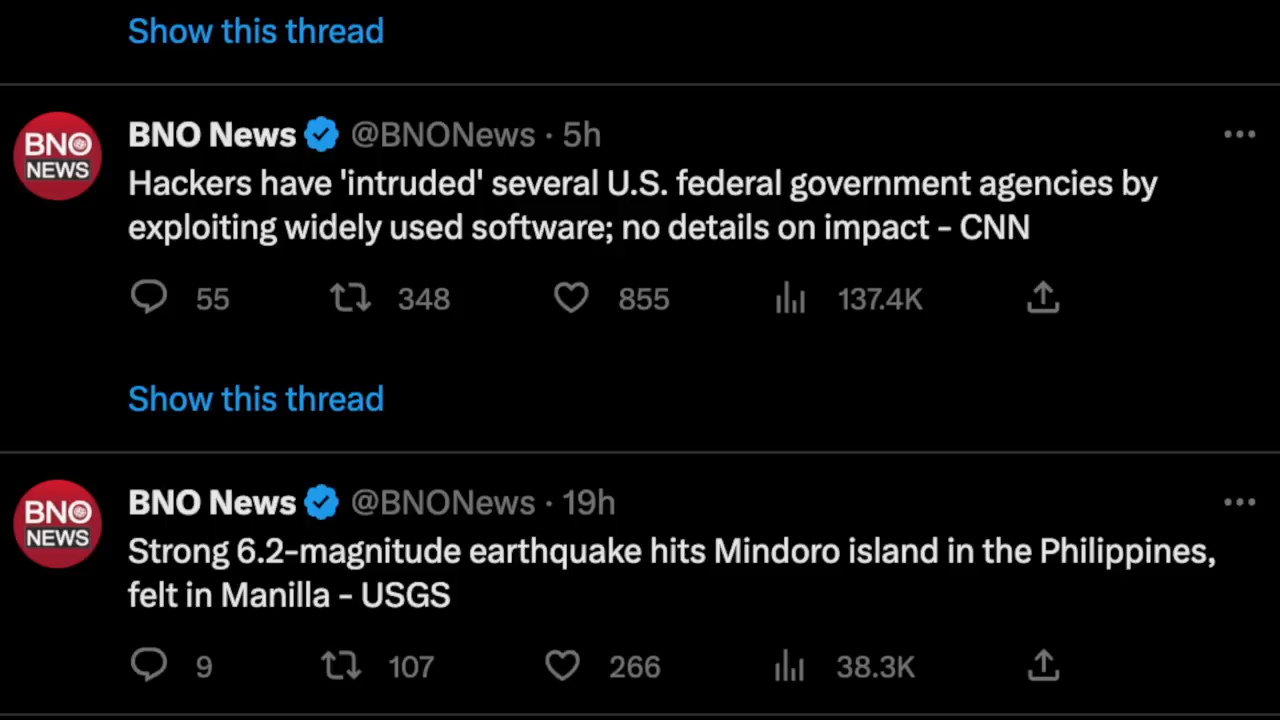 Show this thread
BNO NEWS
BNO News @BNONews · 5h
Hackers have 'intruded' several U.S. federal government agencies by
exploiting widely used software; no details on impact – CNN
55 348 855 137.4K
Show this thread
BNO NEWS
BNO News @BNONews · 19h
Strong 6.2-magnitude earthquake hits Mindoro island in the Philippines,
felt in Manilla – USGS
9 107 266 38.3K